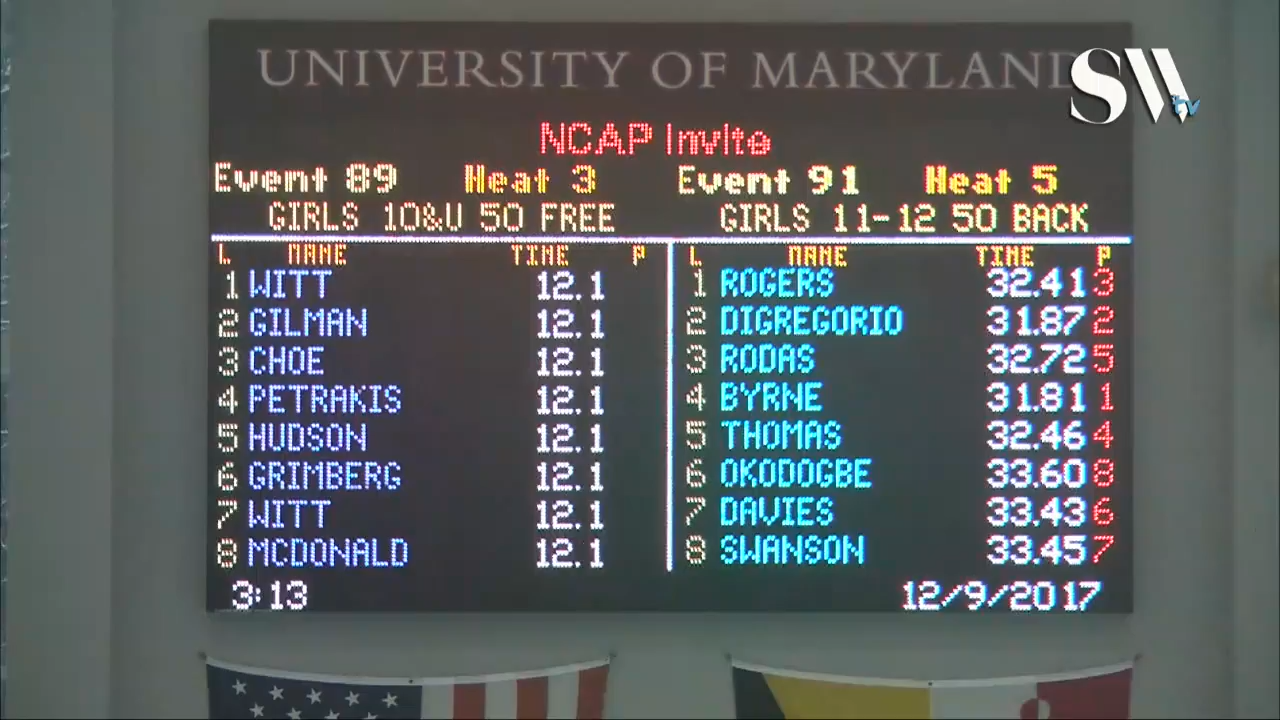 UNIVERSITY OF MARYLAND
SW tv
NCAP Invite
Event 89 Heat 3 Event 91 Heat 5
GIRLS 10&U 50 FREE GIRLS 11-12 50 BACK
L NAME TIME P L NAME TIME P
1 WITT 12.1 1 ROGERS 32.41 3
2 GILMAN 12.1 2 DIGREGORIO 31.87 2
3 CHOE 12.1 3 RODAS 32.72 5
4 PETRAKIS 12.1 4 BYRNE 31.81 1
5 HUDSON 12.1 5 THOMAS 32.46 4
6 GRIMBERG 12.1 6 OKODOGBE 33.60 8
7 WITT 12.1 7 DAVIES 33.43 6
8 MCDONALD 12.1 8 SWANSON 33.45 7
3:13 12/9/2017